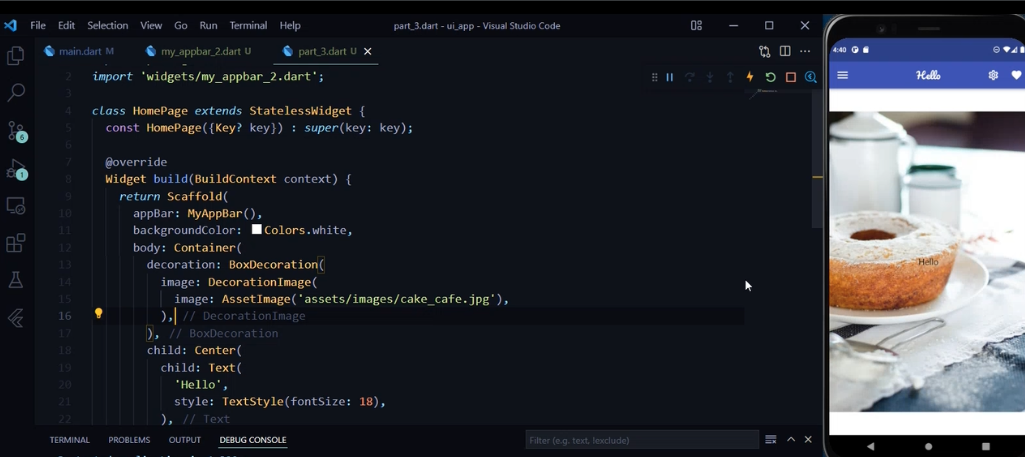 File Edit Selection View Go Run Terminal Help part_3.dart - ui_app - Visual Studio Code
main.dart M my_appbar_2.dart U part_3.dart U
2 import 'widgets/my_appbar_2.dart';
3
4 class HomePage extends StatelessWidget {
5 const HomePage({Key? key}) : super(key: key);
6
7 @override
8 Widget build(BuildContext context) {
9 return Scaffold(
10 appBar: MyAppBar(),
11 backgroundColor: Colors.white,
12 body: Container(
13 decoration: BoxDecoration(
14 image: DecorationImage(
15 image: AssetImage('assets/images/cake_cafe.jpg'),
16 ), // DecorationImage
17 ), // BoxDecoration
18 child: Center(
19 child: Text(
20 'Hello',
21 style: TextStyle(fontSize: 18),
22 ), // Text
6
1
TERMINAL PROBLEMS OUTPUT DEBUG CONSOLE Filter (e.g. text, !exclude)
4:40
Hello
Hello